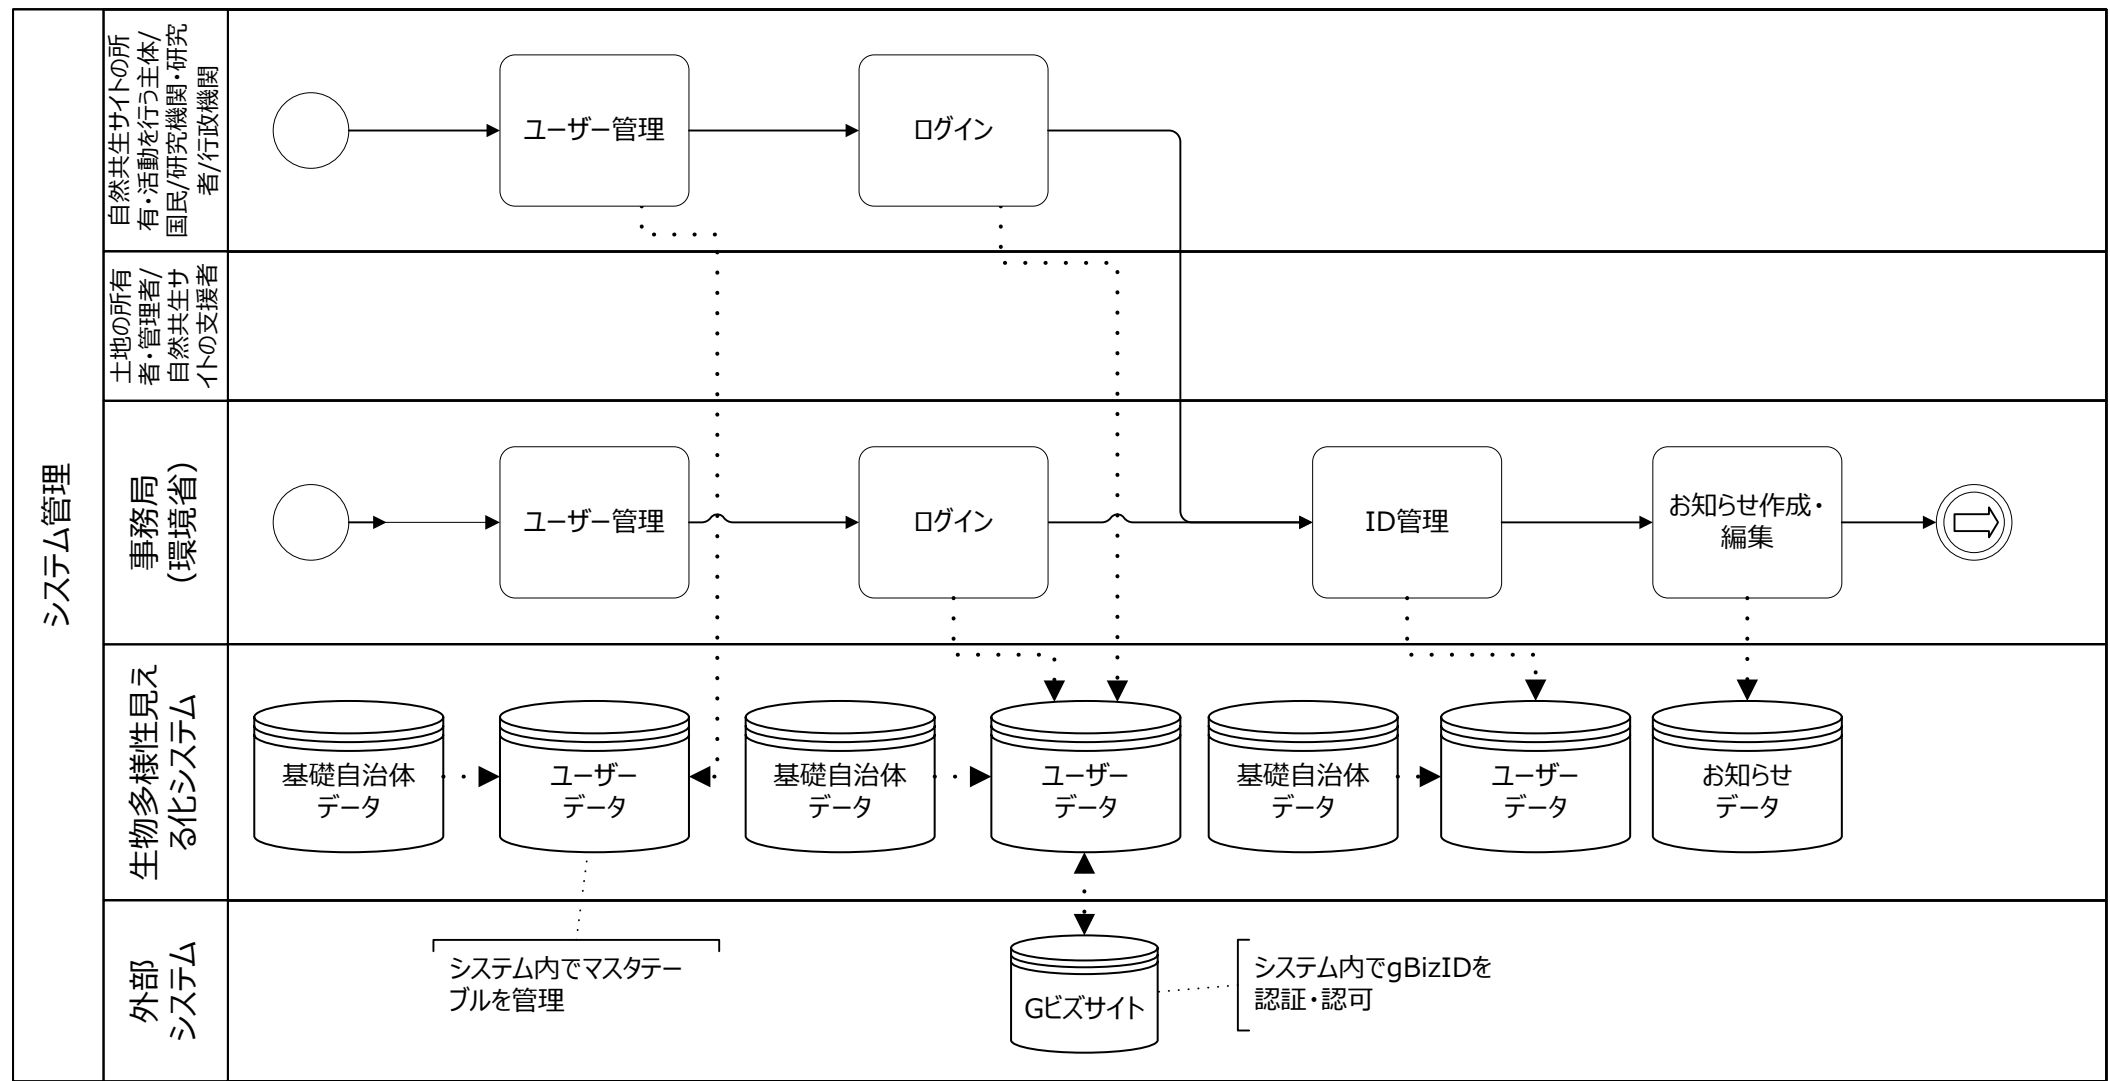 システム管理
自然共生サイトの所
有・活動を行う主体/
国民/研究機関・研究
者/行政機関
ユーザー管理
ログイン
土地の所有
者・管理者/
自然共生サ
イトの支援者
事務局
(環境省)
ユーザー管理
ログイン
ID管理
お知らせ作成・
編集
生物多様性見え
る化システム
基礎自治体
データ
ユーザー
データ
基礎自治体
データ
ユーザー
データ
基礎自治体
データ
ユーザー
データ
お知らせ
データ
外部
システム
システム内でマスタテー
ブルを管理
Gビズサイト
システム内でgBizIDを
認証・認可